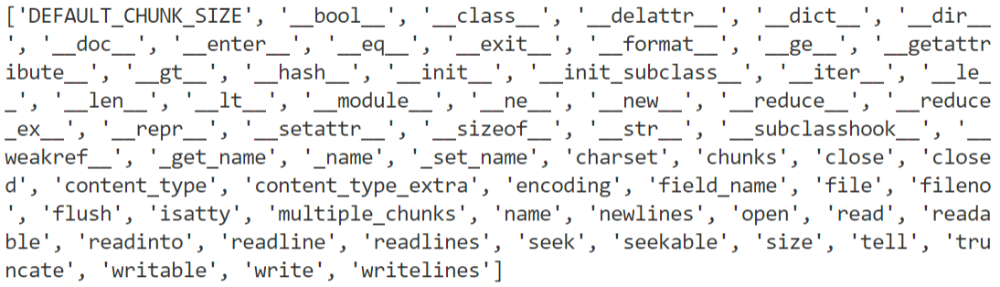 ['DEFAULT_CHUNK_SIZE', '__bool__', '__class__', '__delattr__', '__dict__', '__dir__
', '__doc__', '__enter__', '__eq__', '__exit__', '__format__', '__ge__', '__getattr
ibute__', '__gt__', '__hash__', '__init__', '__init_subclass__', '__iter__', '__le_
_', '__len__', '__lt__', '__module__', '__ne__', '__new__', '__reduce__', '__reduce
_ex__', '__repr__', '__setattr__', '__sizeof__', '__str__', '__subclasshook__', '__
weakref__', '_get_name', '_name', '_set_name', 'charset', 'chunks', 'close', 'close
d', 'content_type', 'content_type_extra', 'encoding', 'field_name', 'file', 'fileno
', 'flush', 'isatty', 'multiple_chunks', 'name', 'newlines', 'open', 'read', 'reada
ble', 'readinto', 'readline', 'readlines', 'seek', 'seekable', 'size', 'tell', 'tru
ncate', 'writable', 'write', 'writelines']